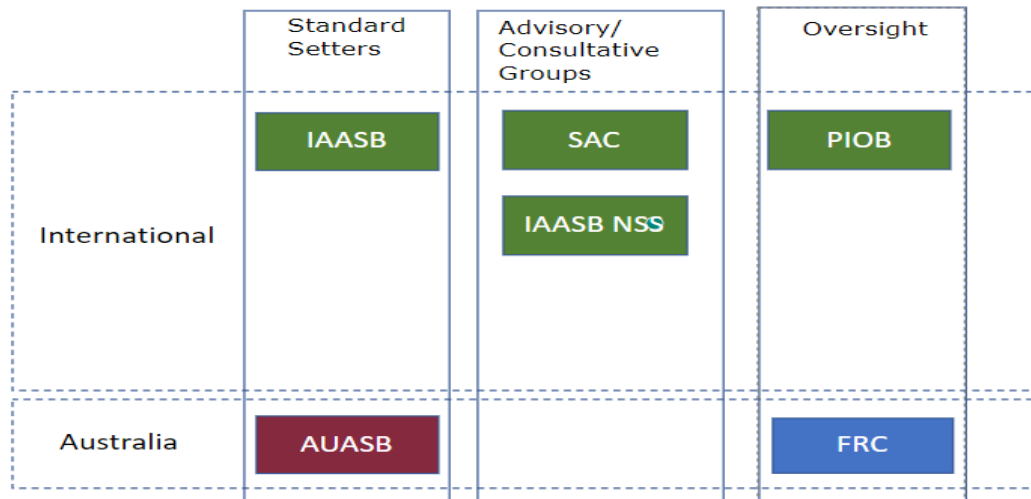 Standard
Setters
Advisory/
Consultative
Groups
Oversight
International
IAASB
SAC
PIOB
IAASB NSS
Australia
AUASB
FRC